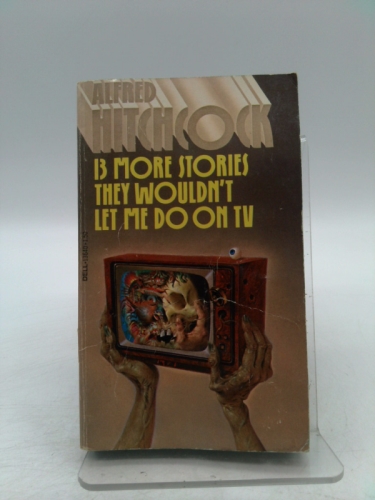 ALFRED
HITCHCOCK
13 MORE STORIES
THEY WOULDN'T
LET ME DO ON TV